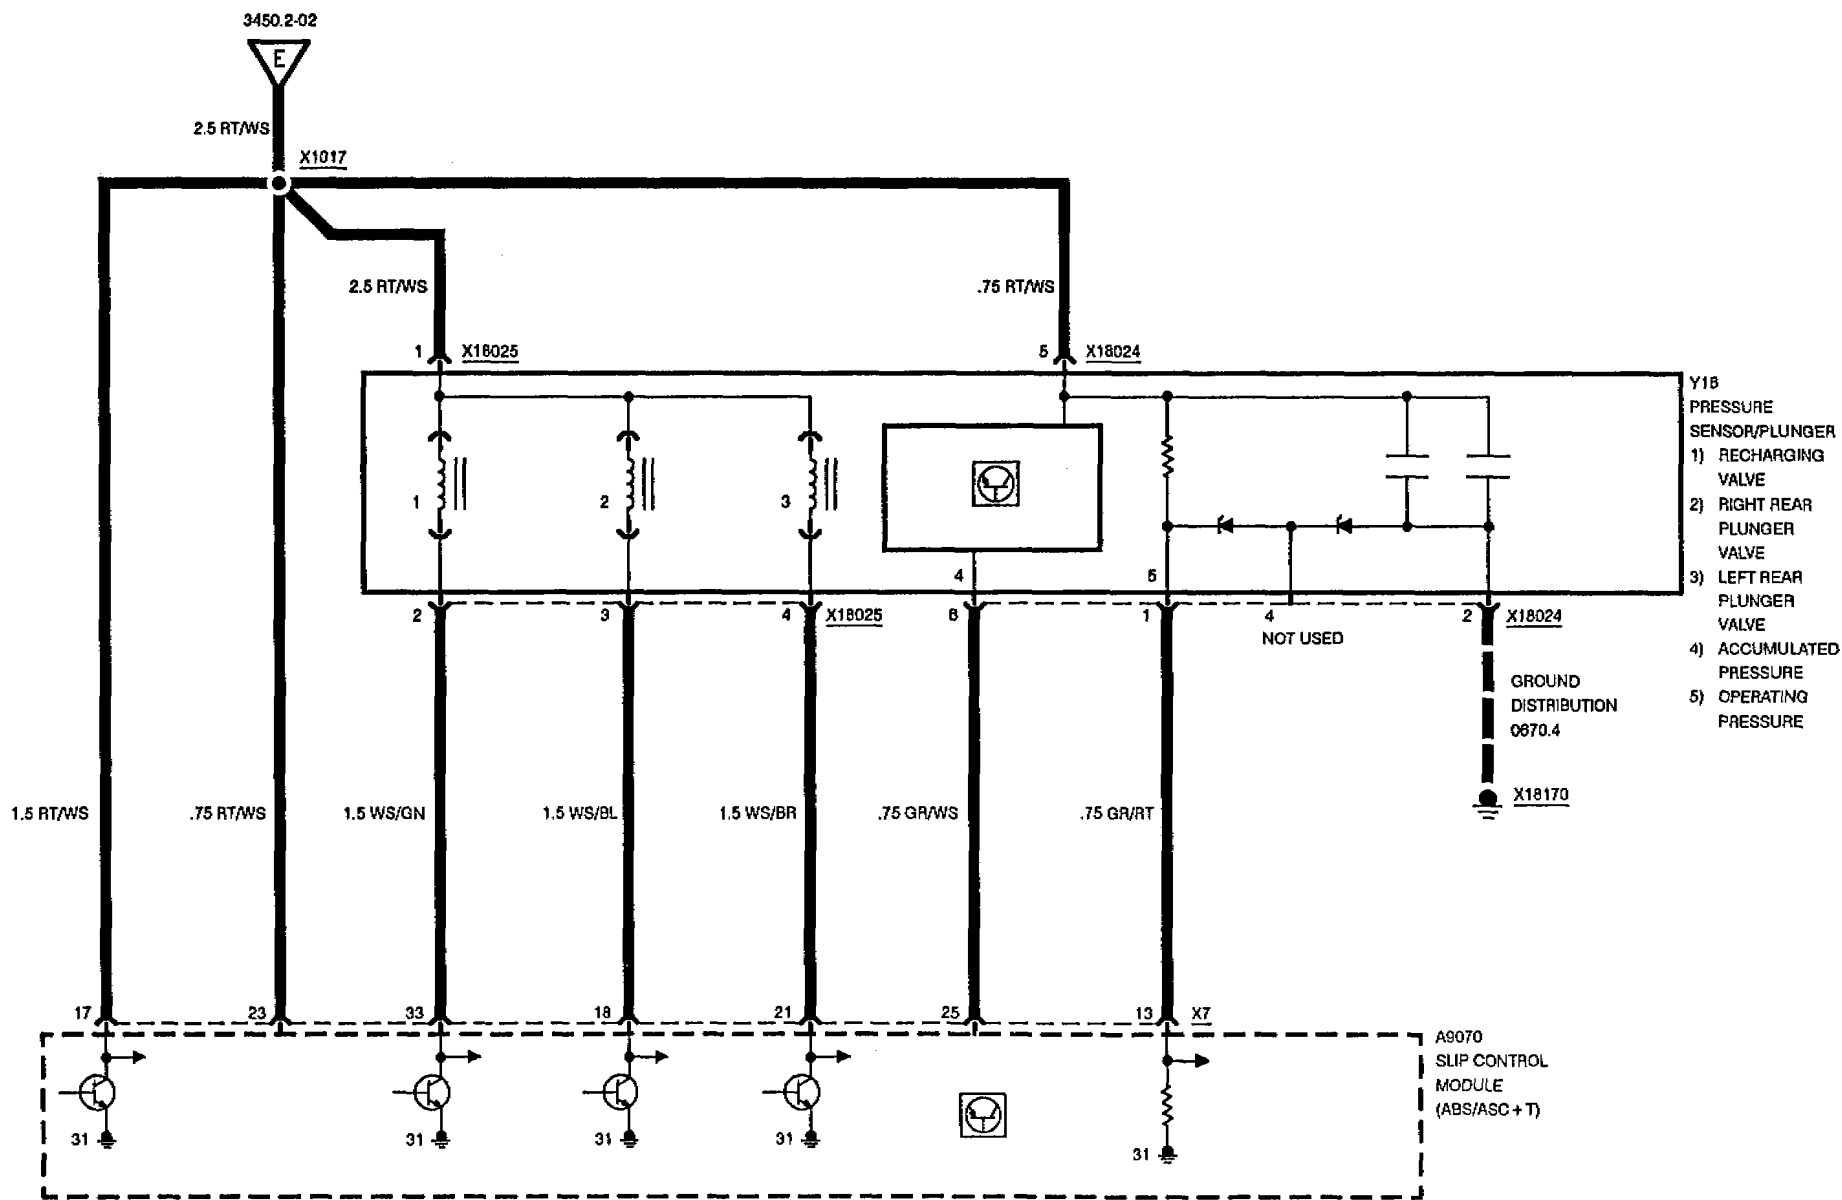 3450.2-02
E
2.5 RT/WS
X1017
2.5 RT/WS
.75 RT/WS
1
X18025
5
X18024
Y18
PRESSURE
SENSOR/PLUNGER
1) RECHARGING
VALVE
2) RIGHT REAR
PLUNGER
VALVE
3) LEFT REAR
PLUNGER
VALVE
4) ACCUMULATED
PRESSURE
5) OPERATING
PRESSURE
1
2
3
4
5
2
3
4
X18025
6
1
4
NOT USED
2
X18024
GROUND
DISTRIBUTION
0670.4
X18170
1.5 RT/WS
.75 RT/WS
1.5 WS/GN
1.5 WS/BL
1.5 WS/BR
.75 GR/WS
.75 GR/RT
17
23
33
18
21
25
13
X7
A9070
SLIP CONTROL
MODULE
(ABS/ASC + T)
31
31
31
31
31